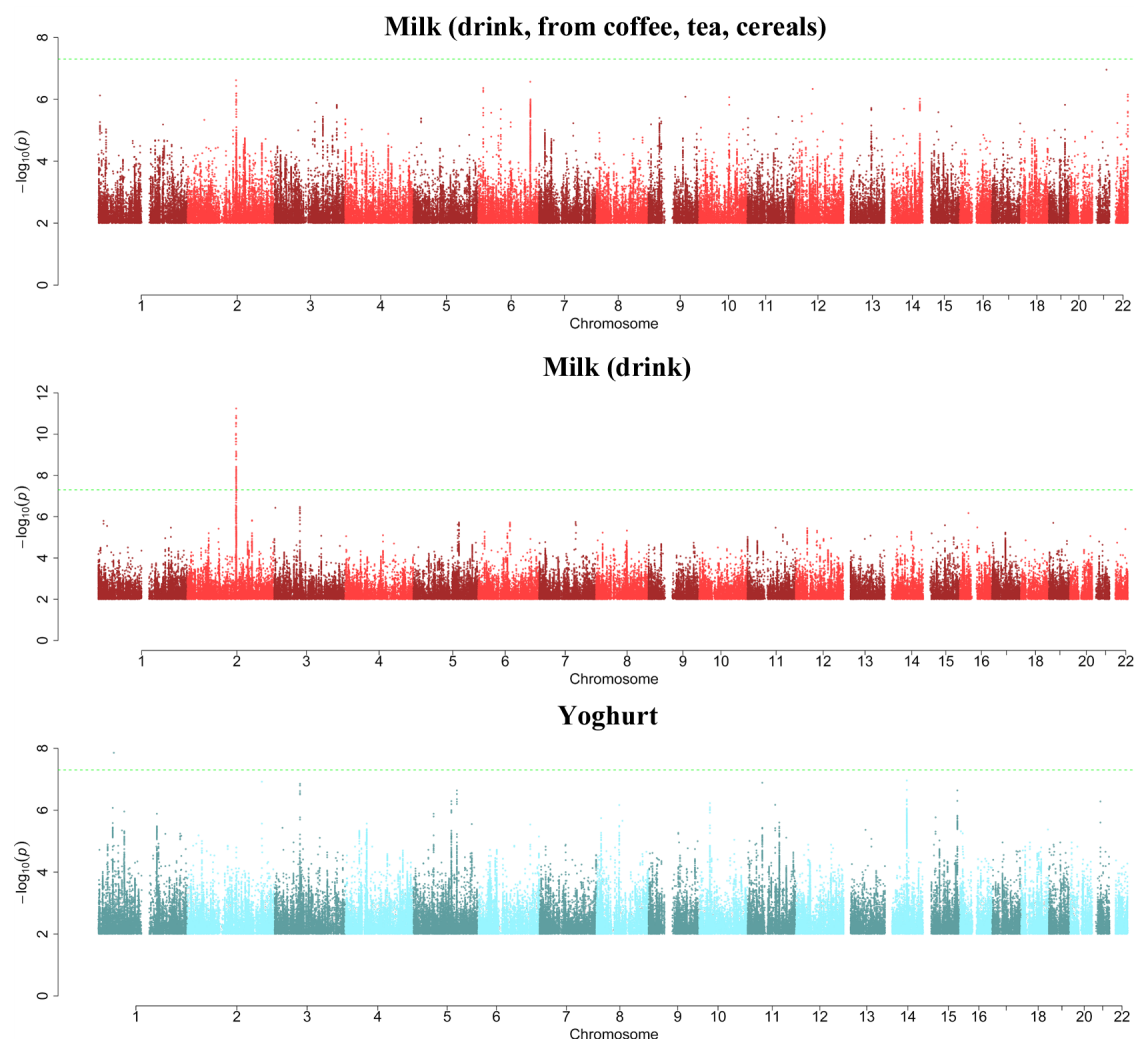 Milk (drink, from coffee, tea, cereals)
8
6
4
2
0
−log₁₀(p)
1 2 3 4 5 6 7 8 9 10 11 12 13 14 15 16 18 20 22
Chromosome
Milk (drink)
12
10
8
6
4
2
0
−log₁₀(p)
1 2 3 4 5 6 7 8 9 10 11 12 13 14 15 16 18 20 22
Chromosome
Yoghurt
8
6
4
2
0
−log₁₀(p)
1 2 3 4 5 6 7 8 9 10 11 12 13 14 15 16 18 20 22
Chromosome